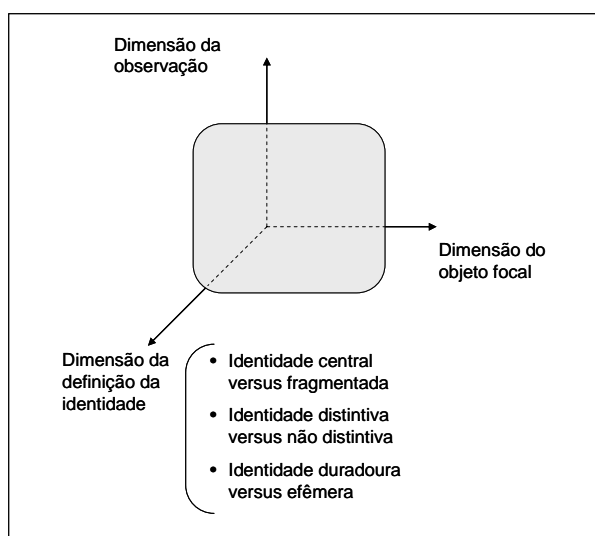 Dimensão da
observação
Dimensão do
objeto focal
Dimensão da
definição da
identidade
• Identidade central
versus fragmentada
• Identidade distintiva
versus não distintiva
• Identidade duradoura
versus efêmera